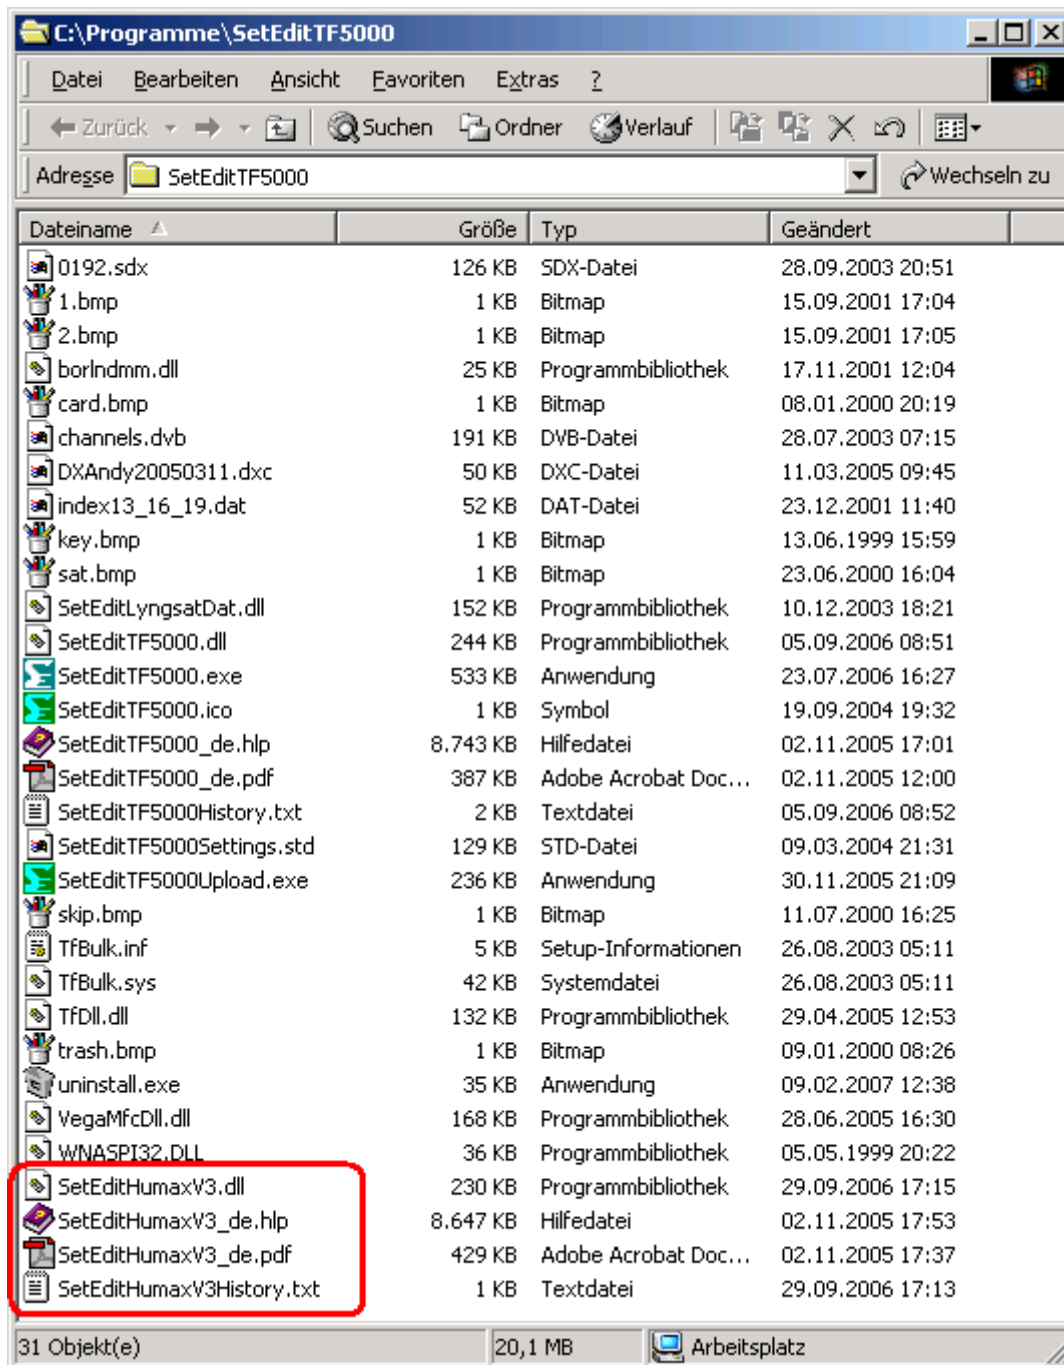 C:\Programme\SetEditTF5000
Datei Bearbeiten Ansicht Favoriten Extras ?
Zurück Suchen Ordner Verlauf
Adresse SetEditTF5000 Wechseln zu
Dateiname Größe Typ Geändert
0192.sdx 126 KB SDX-Datei 28.09.2003 20:51
1.bmp 1 KB Bitmap 15.09.2001 17:04
2.bmp 1 KB Bitmap 15.09.2001 17:05
borlndmm.dll 25 KB Programmbibliothek 17.11.2001 12:04
card.bmp 1 KB Bitmap 08.01.2000 20:19
channels.dvb 191 KB DVB-Datei 28.07.2003 07:15
DXAndy20050311.dxc 50 KB DXC-Datei 11.03.2005 09:45
index13_16_19.dat 52 KB DAT-Datei 23.12.2001 11:40
key.bmp 1 KB Bitmap 13.06.1999 15:59
sat.bmp 1 KB Bitmap 23.06.2000 16:04
SetEditLyngsatDat.dll 152 KB Programmbibliothek 10.12.2003 18:21
SetEditTF5000.dll 244 KB Programmbibliothek 05.09.2006 08:51
SetEditTF5000.exe 533 KB Anwendung 23.07.2006 16:27
SetEditTF5000.ico 1 KB Symbol 19.09.2004 19:32
SetEditTF5000_de.hlp 8.743 KB Hilfedatei 02.11.2005 17:01
SetEditTF5000_de.pdf 387 KB Adobe Acrobat Doc... 02.11.2005 12:00
SetEditTF5000History.txt 2 KB Textdatei 05.09.2006 08:52
SetEditTF5000Settings.std 129 KB STD-Datei 09.03.2004 21:31
SetEditTF5000Upload.exe 236 KB Anwendung 30.11.2005 21:09
skip.bmp 1 KB Bitmap 11.07.2000 16:25
TfBulk.inf 5 KB Setup-Informationen 26.08.2003 05:11
TfBulk.sys 42 KB Systemdatei 26.08.2003 05:11
TfDll.dll 132 KB Programmbibliothek 29.04.2005 12:53
trash.bmp 1 KB Bitmap 09.01.2000 08:26
uninstall.exe 35 KB Anwendung 09.02.2007 12:38
VegaMfcDll.dll 168 KB Programmbibliothek 28.06.2005 16:30
WNASPI32.DLL 36 KB Programmbibliothek 05.05.1999 20:22
SetEditHumaxV3.dll 230 KB Programmbibliothek 29.09.2006 17:15
SetEditHumaxV3_de.hlp 8.647 KB Hilfedatei 02.11.2005 17:53
SetEditHumaxV3_de.pdf 429 KB Adobe Acrobat Doc... 02.11.2005 17:37
SetEditHumaxV3History.txt 1 KB Textdatei 29.09.2006 17:13
31 Objekt(e) 20,1 MB Arbeitsplatz